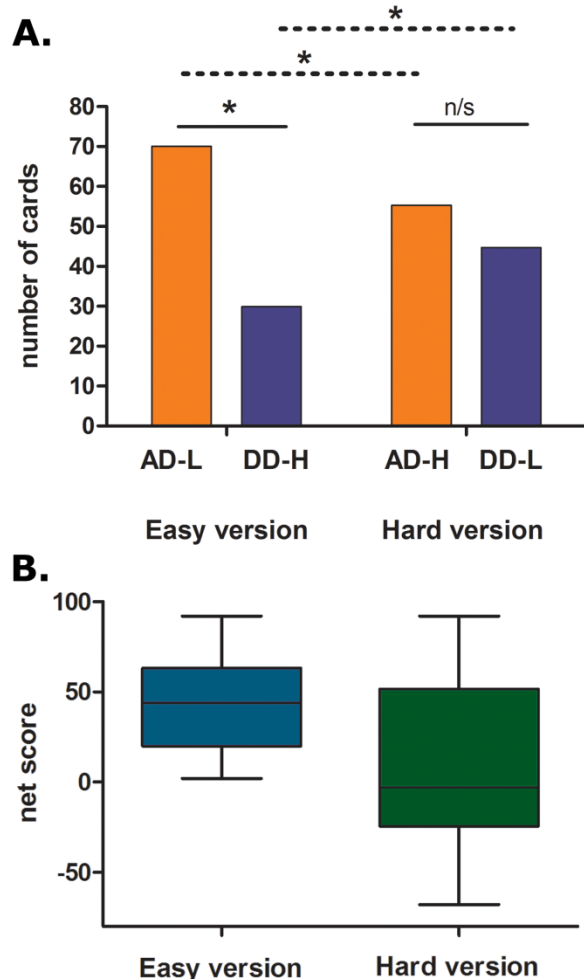 A.
*
*
*
n/s
number of cards
80
70
60
50
40
30
20
10
0
AD-L DD-H AD-H DD-L
Easy version Hard version
B.
net score
100
50
0
-50
Easy version Hard version